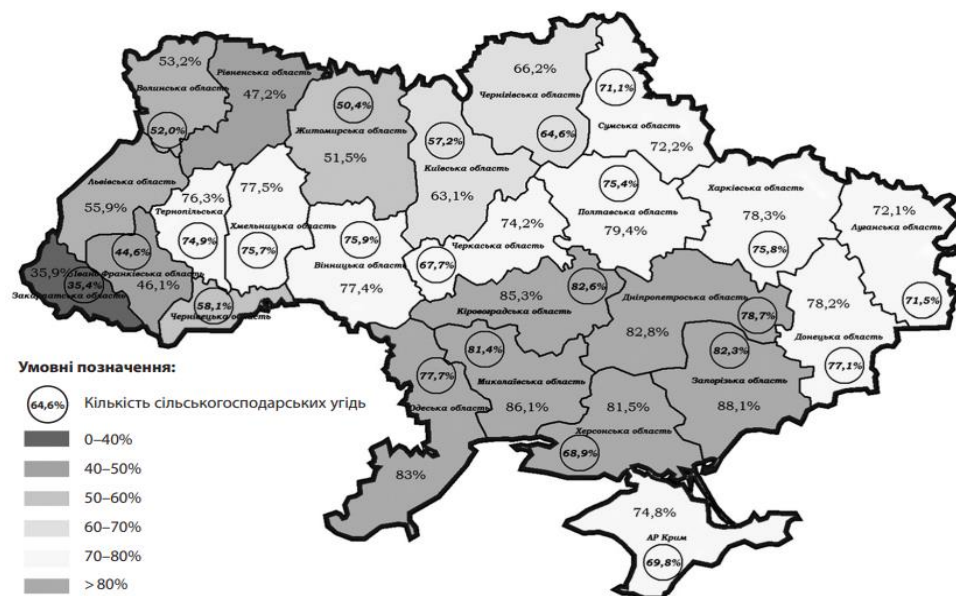 53,2%
Волинська область
52,0%
Рівненська область
47,2%
50,4%
Житомирська область
51,5%
57,2%
Київська область
63,1%
66,2%
Чернігівська область
64,6%
71,1%
Сумська область
72,2%
Львівська область
55,9%
76,3%
Тернопільська
74,9%
77,5%
Хмельницька область
75,7%
75,9%
Вінницька область
77,4%
74,2%
Черкаська область
67,7%
75,4%
Полтавська область
79,4%
Харківська область
78,3%
75,8%
72,1%
Луганська область
71,5%
35,9%
35,4%
Закарпатська область
44,6%
Івано Франківська область
46,1%
58,1%
Чернівецька область
85,3%
82,6%
Кіровоградська область
Дніпропетровська область
78,7%
82,8%
78,2%
Донецька область
77,1%
77,7%
Одеська область
83%
81,4%
Миколаївська область
86,1%
81,5%
Херсонська область
68,9%
82,3%
Запорізька область
88,1%
74,8%
АР Крим
69,8%
Умовні позначення:
64,6% Кількість сільськогосподарських угідь
0–40%
40–50%
50–60%
60–70%
70–80%
>80%